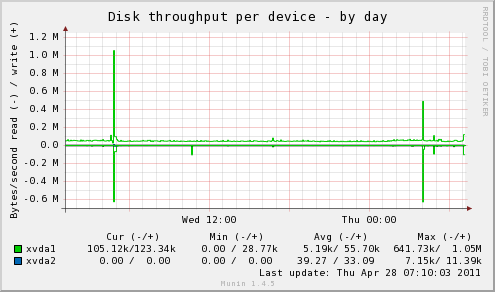 Disk throughput per device - by day
RRDTOOL / TOBI OETIKER
Bytes/second read (-) / write (+)
1.2 M
1.0 M
0.8 M
0.6 M
0.4 M
0.2 M
0.0
-0.2 M
-0.4 M
-0.6 M
Wed 12:00 Thu 00:00
Cur (-/+) Min (-/+) Avg (-/+) Max (-/+)
xvda1 105.12k/123.34k 0.00 / 28.77k 5.19k/ 55.70k 641.73k/ 1.05M
xvda2 0.00 / 0.00 0.00 / 0.00 39.27 / 33.09 7.15k/ 11.39k
Last update: Thu Apr 28 07:10:03 2011
Munin 1.4.5